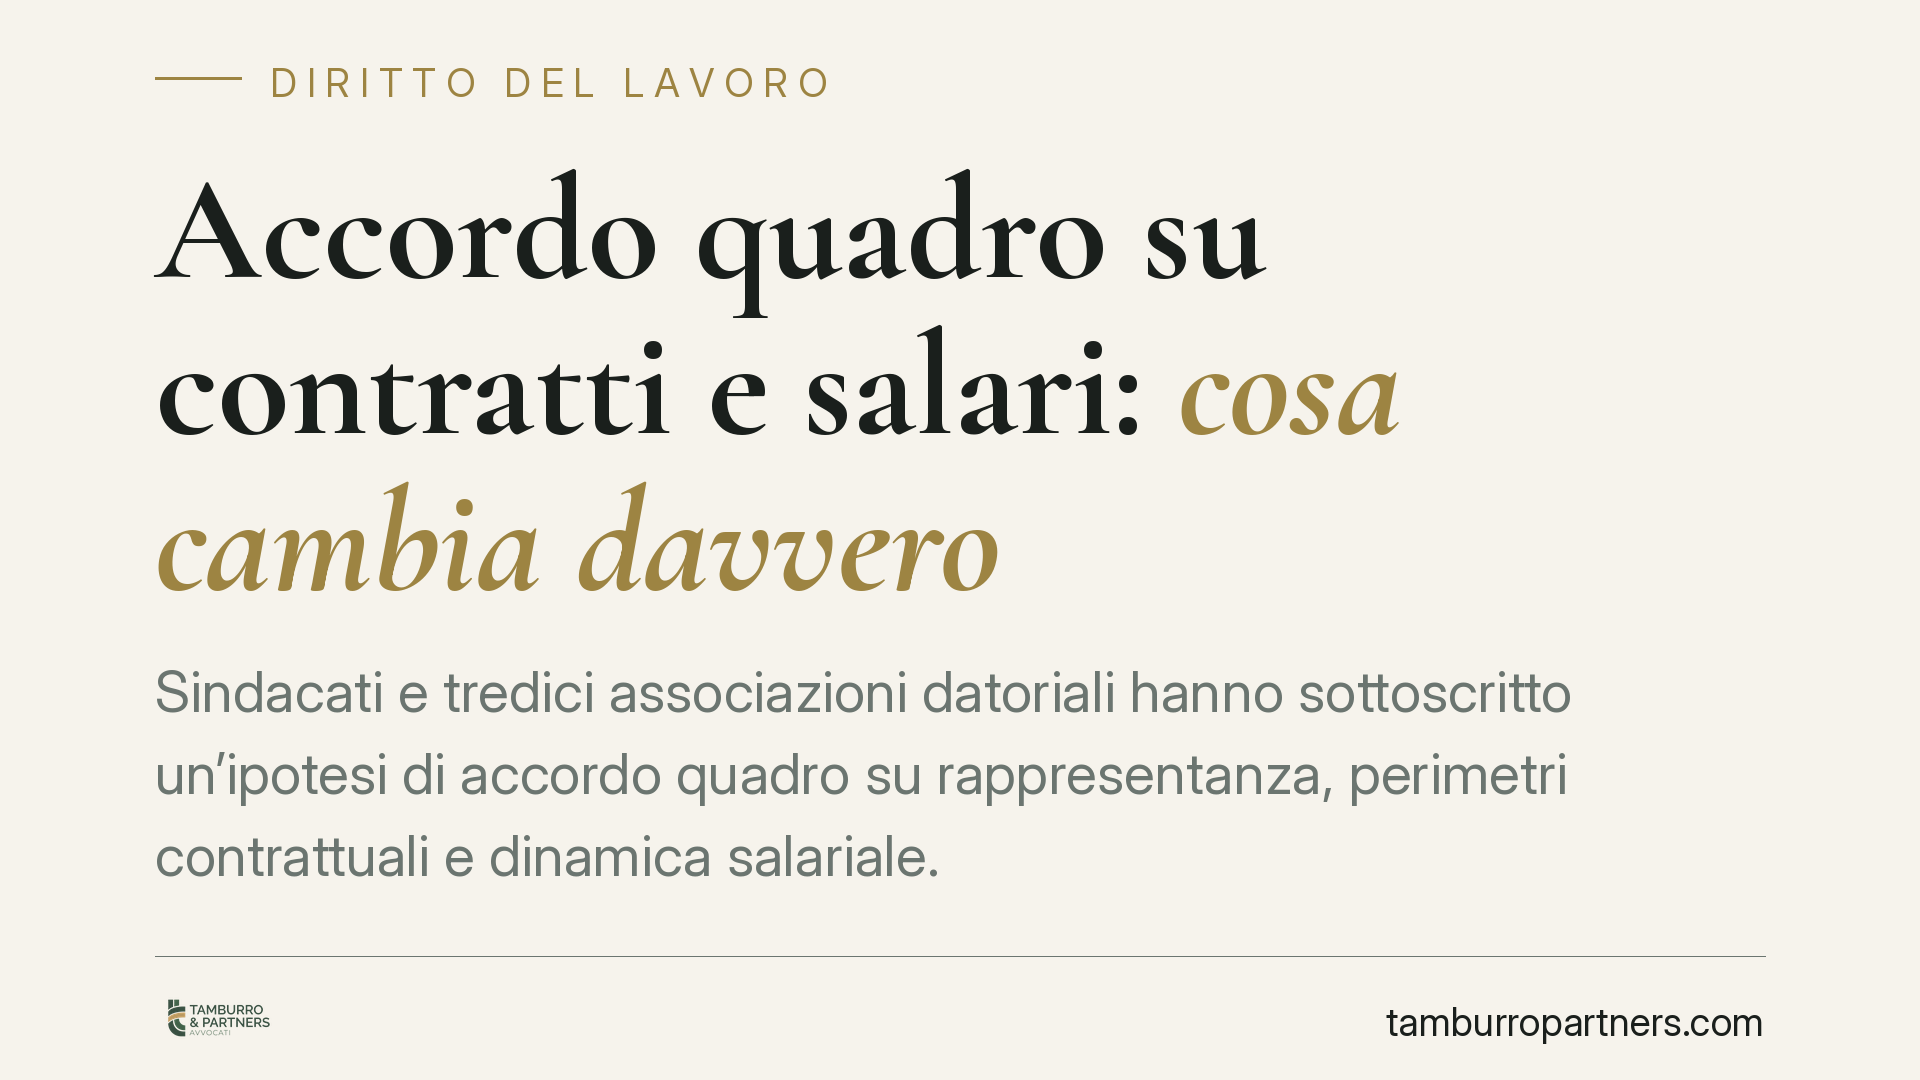 DIRITTO DEL LAVORO
Accordo quadro su
contratti e salari: cosa
cambia davvero
Sindacati e tredici associazioni datoriali hanno sottoscritto
un’ipotesi di accordo quadro su rappresentanza, perimetri
contrattuali e dinamica salariale.
TAMBURRO
& PARTNERS
AVVOCATI
tamburropartners.com